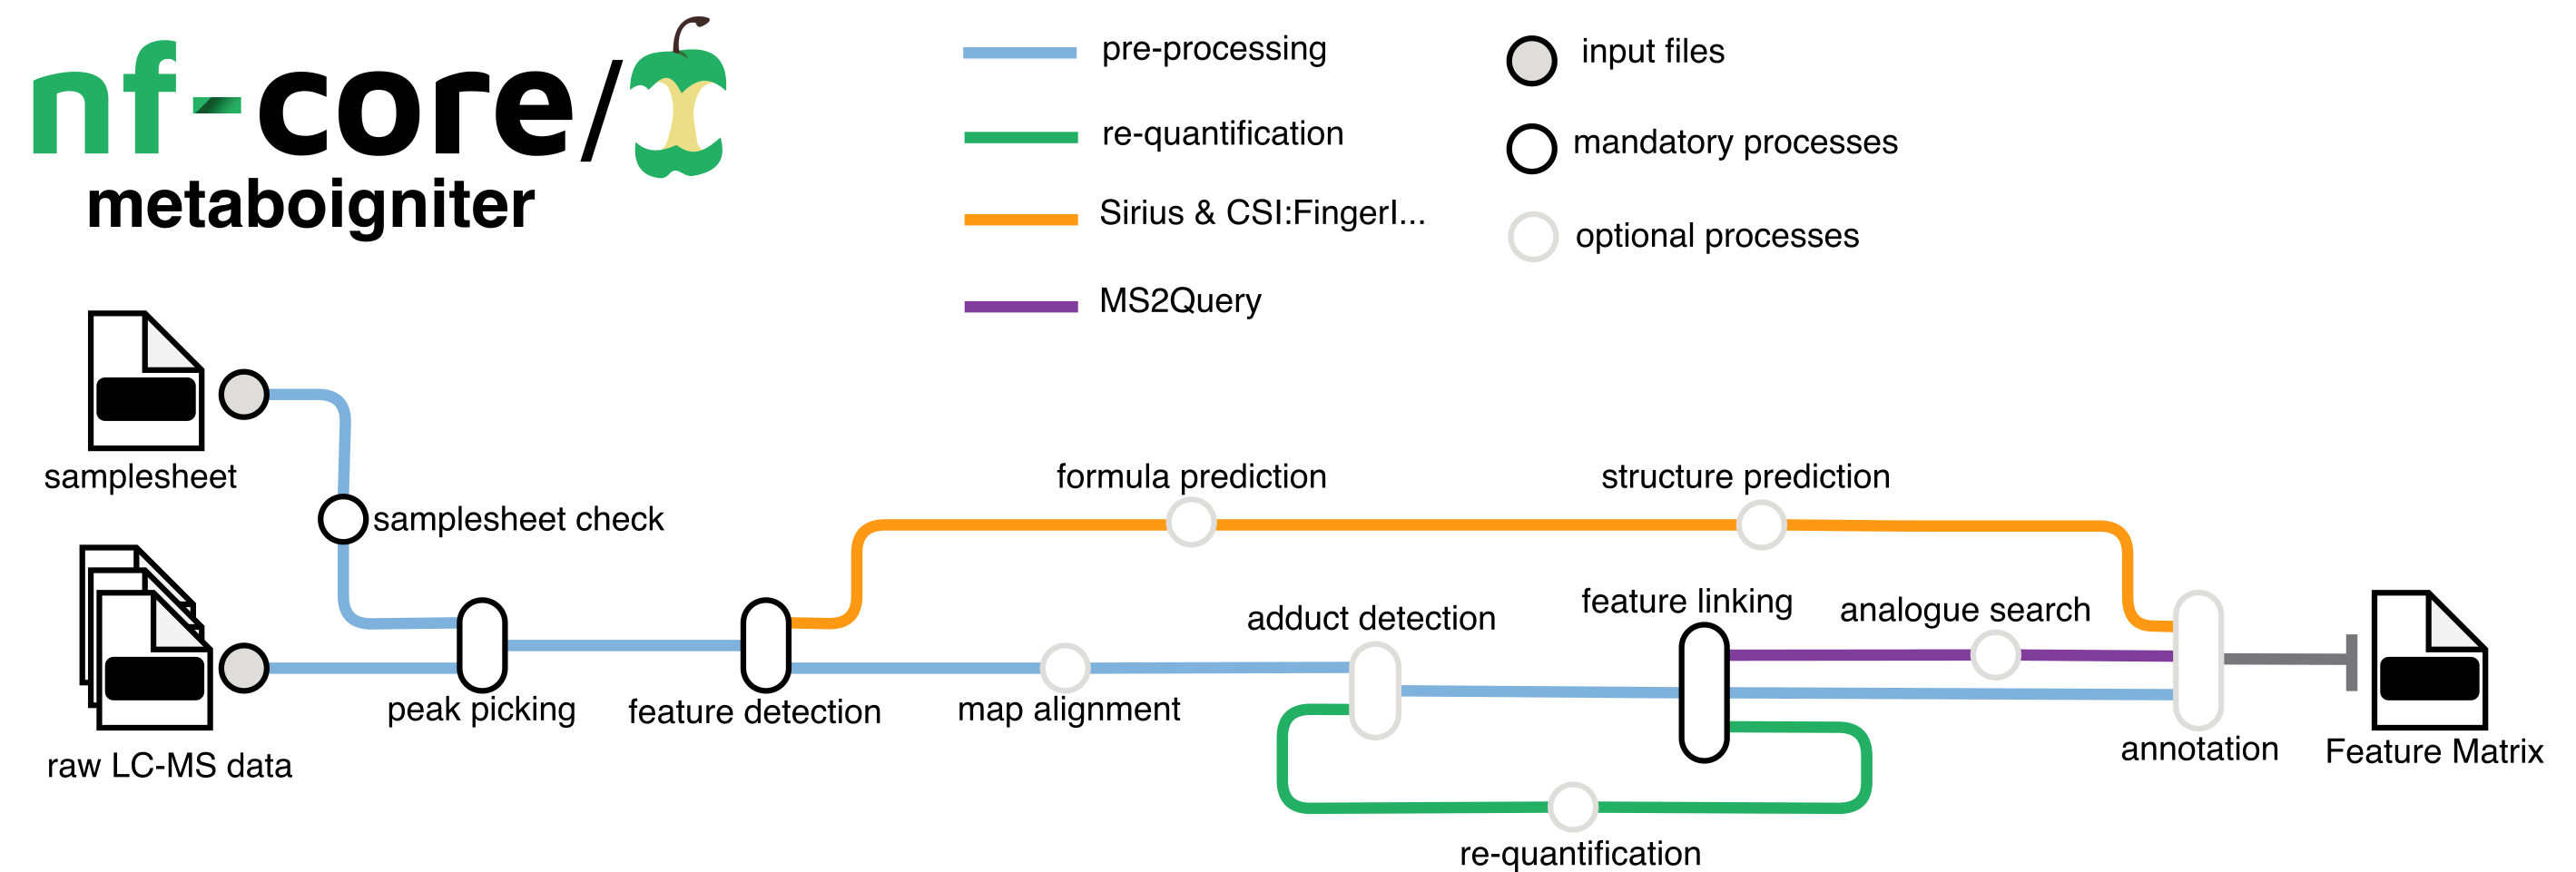 nf-core/
metaboigniter
pre-processing
re-quantification
Sirius & CSI:FingerI...
MS2Query
input files
mandatory processes
optional processes
samplesheet
samplesheet check
raw LC-MS data
peak picking
feature detection
formula prediction
structure prediction
map alignment
adduct detection
feature linking
analogue search
re-quantification
annotation
Feature Matrix